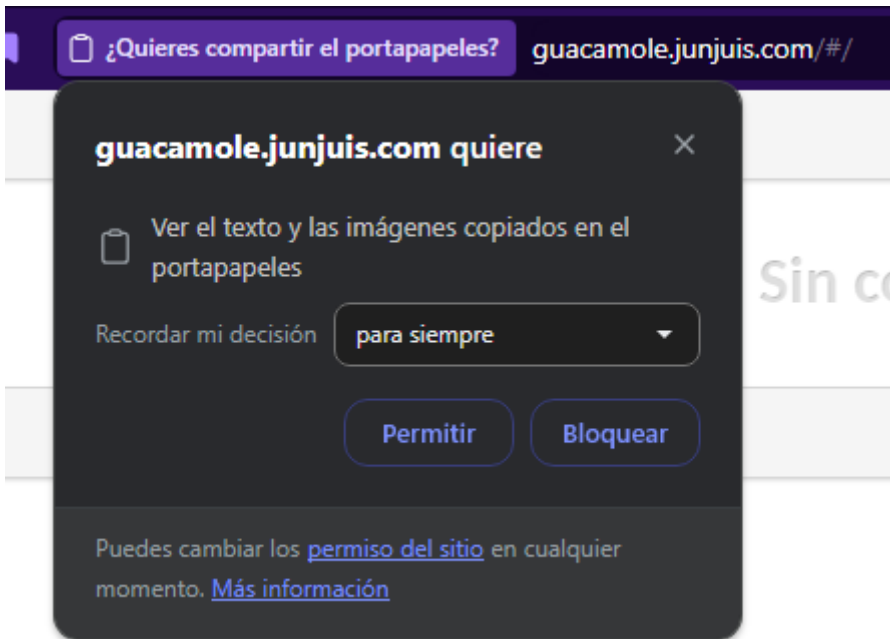 ¿Quieres compartir el portapapeles? guacamole.junjuis.com/#/
guacamole.junjuis.com quiere
Ver el texto y las imágenes copiados en el
portapapeles
Sin
Recordar mi decisión para siempre
Permitir Bloquear
Puedes cambiar los permiso del sitio en cualquier
momento. Más información